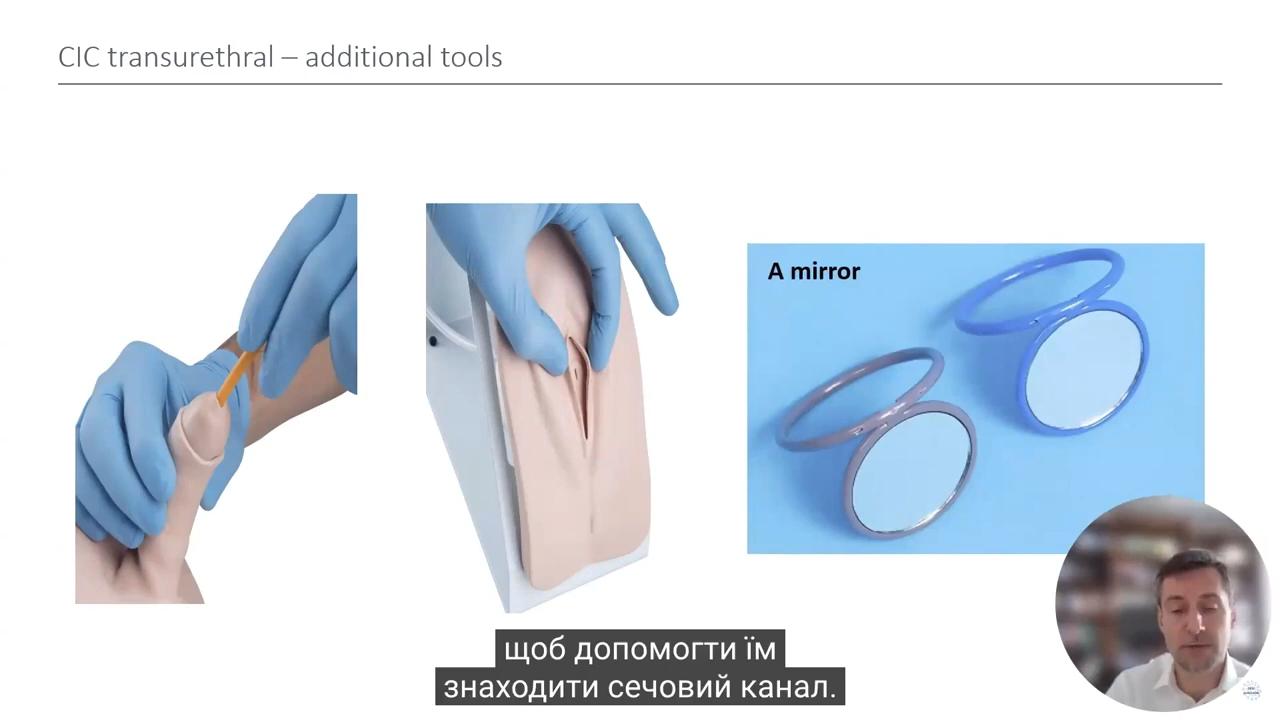 CIC transurethral – additional tools
A mirror
щоб допомогти їм
знаходити сечовий канал.